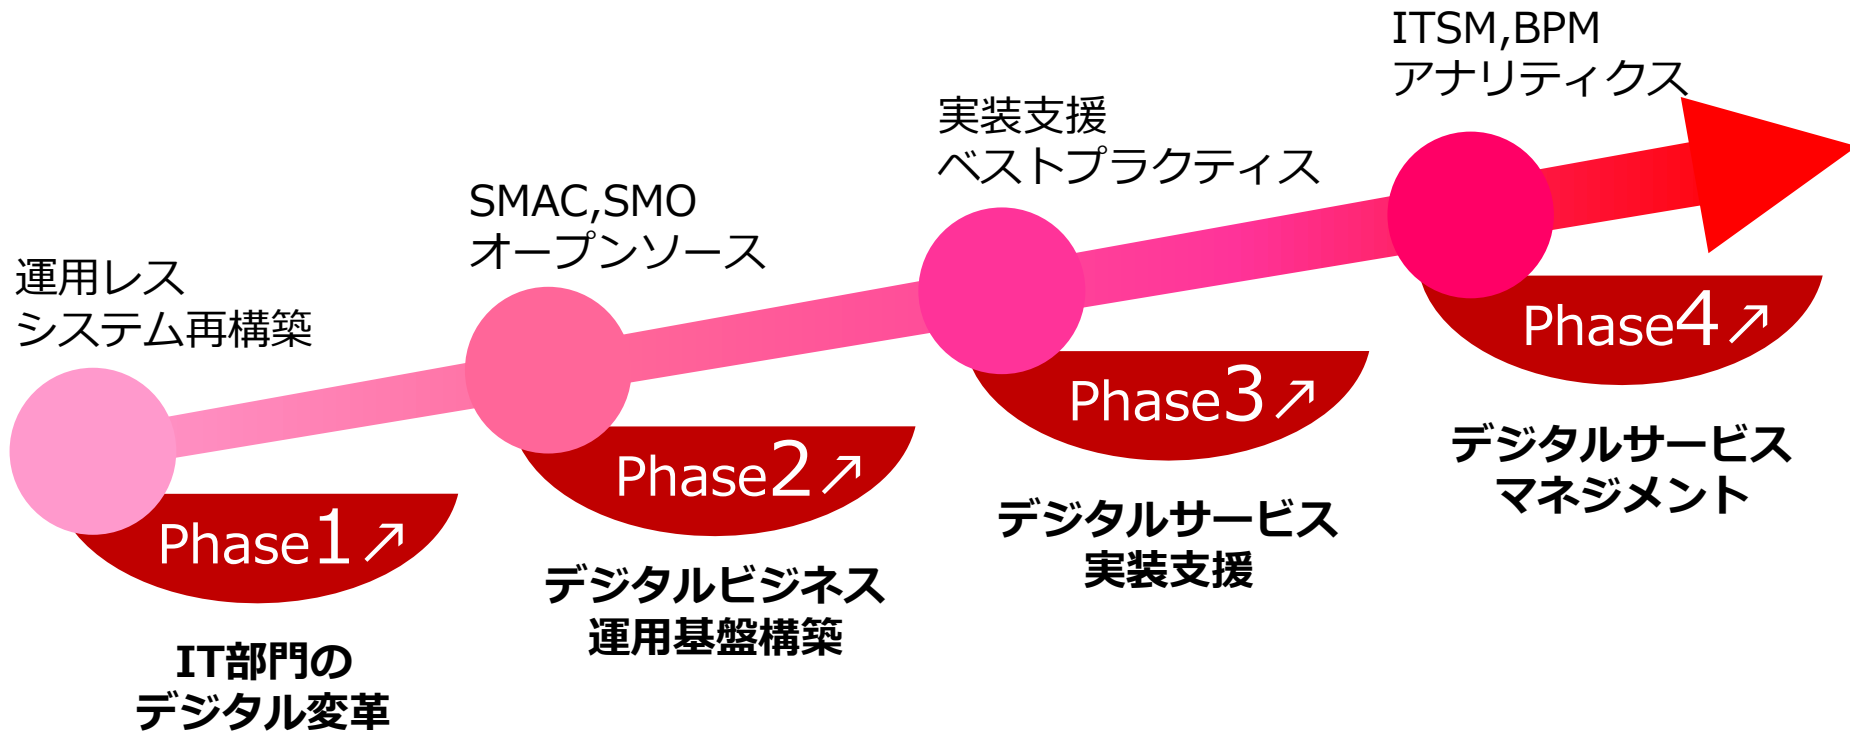 運用レス
システム再構築
Phase1↗
IT部門の
デジタル変革
SMAC,SMO
オープンソース
Phase2↗
デジタルビジネス
運用基盤構築
実装支援
ベストプラクティス
Phase3↗
デジタルサービス
実装支援
ITSM,BPM
アナリティクス
Phase4↗
デジタルサービス
マネジメント